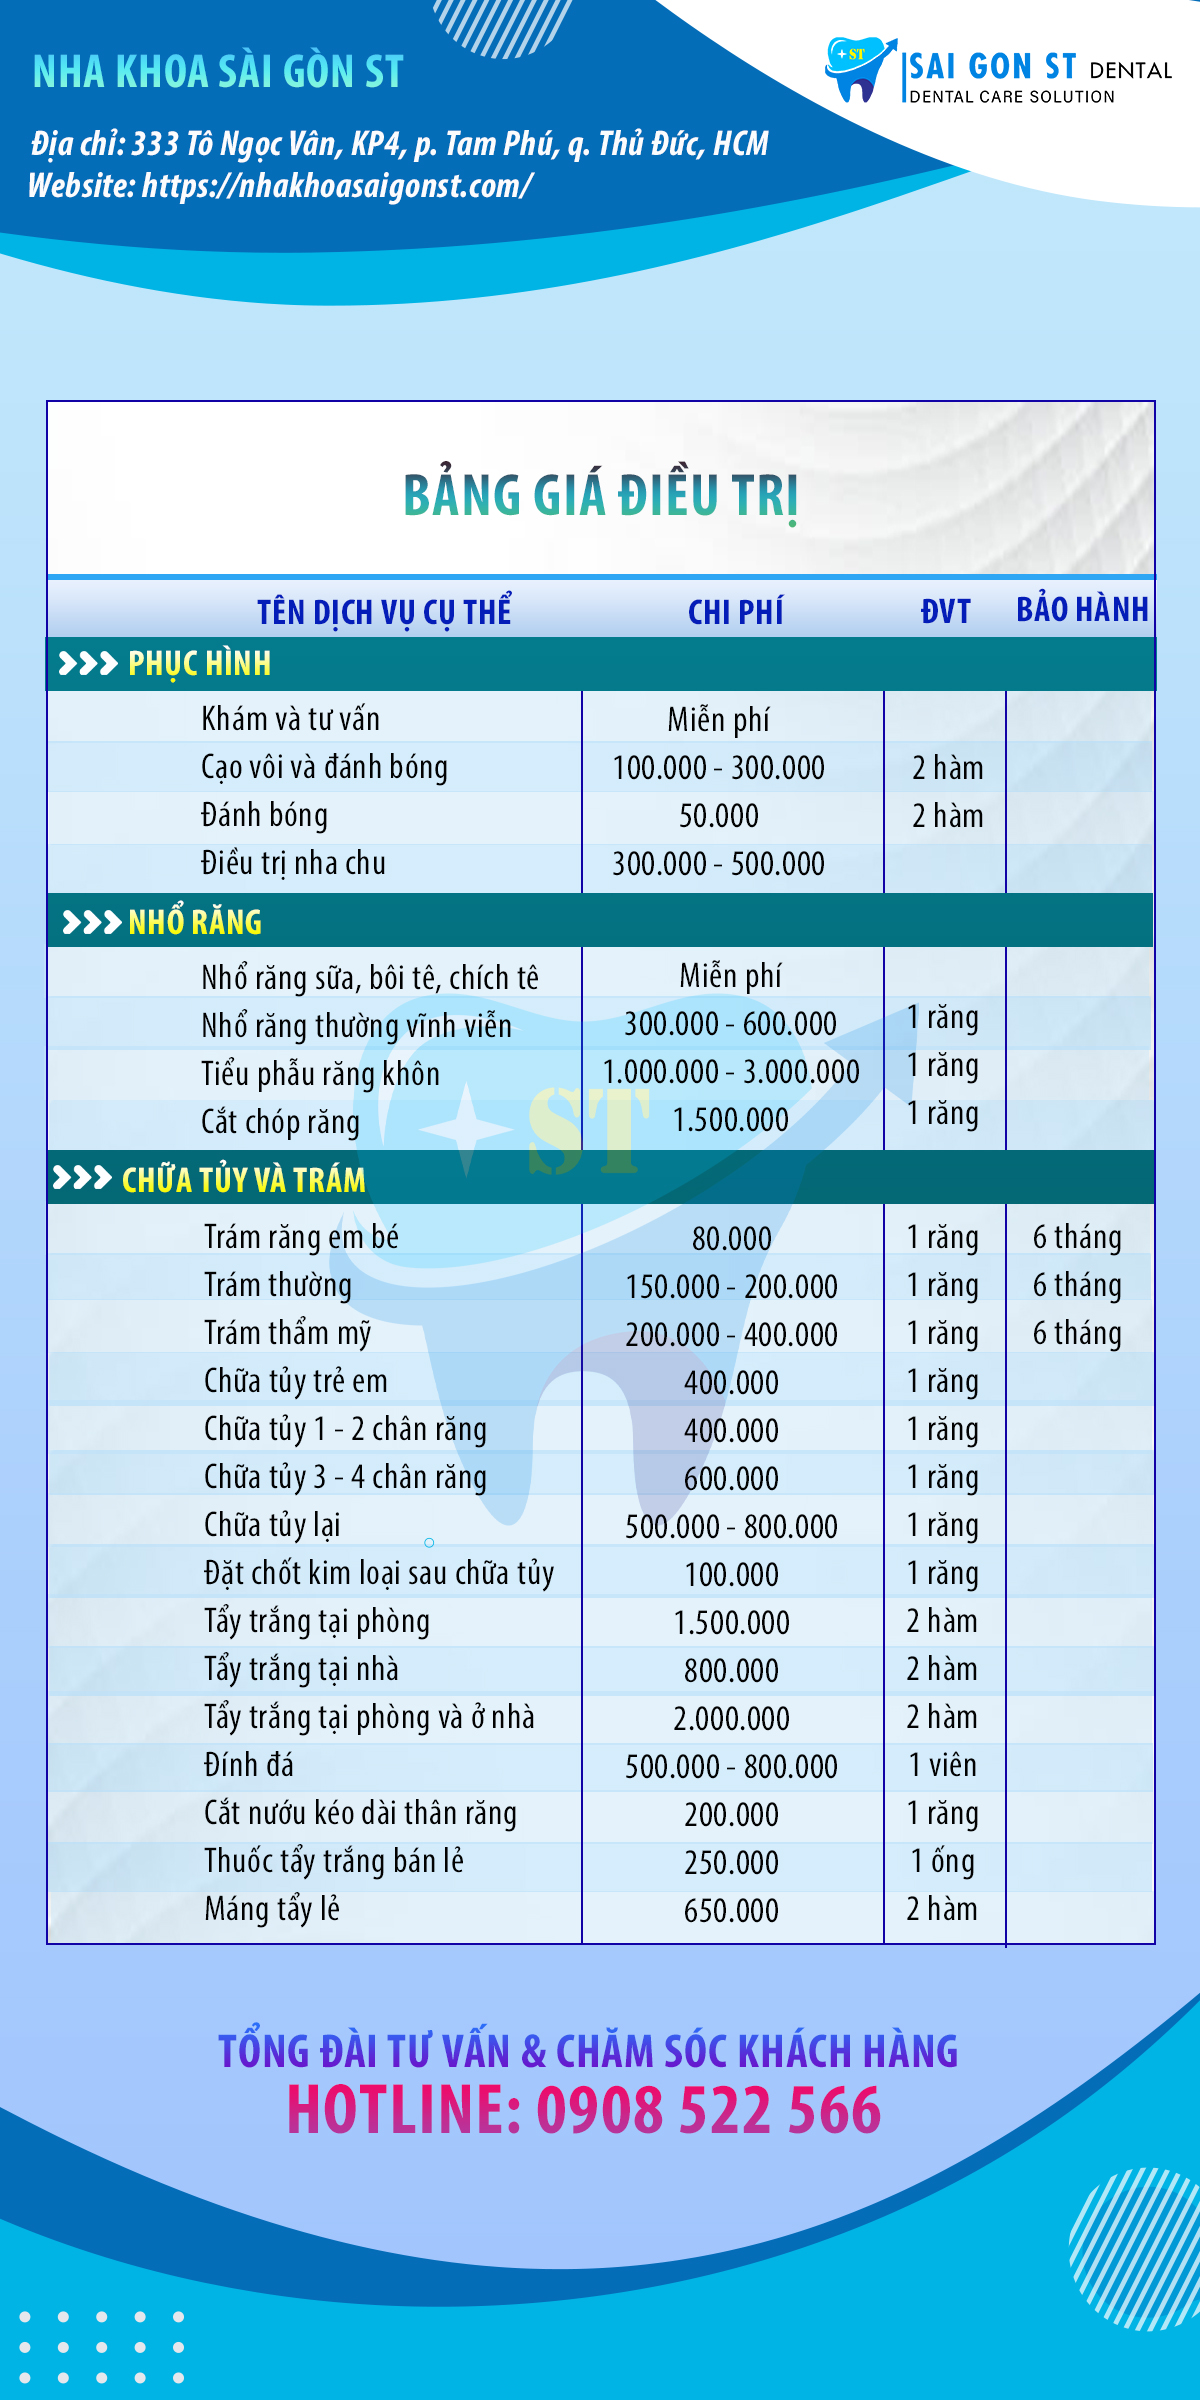 NHA KHOA SÀI GÒN ST
ST
SAI GON ST DENTAL
DENTAL CARE SOLUTION
Địa chỉ: 333 Tô Ngọc Vân, KP4, p. Tam Phú, q. Thủ Đức, HCM
Website: https://nhakhoasaigonst.com/
BẢNG GIÁ ĐIỀU TRỊ
TÊN DỊCH VỤ CỤ THỂ CHI PHÍ ĐVT BẢO HÀNH
PHỤC HÌNH
Khám và tư vấn Miễn phí
Cạo vôi và đánh bóng 100.000 - 300.000 2 hàm
Đánh bóng 50.000 2 hàm
Điều trị nha chu 300.000 - 500.000
NHỔ RĂNG
Nhổ răng sữa, bôi tê, chích tê Miễn phí
Nhổ răng thường vĩnh viễn 300.000 - 600.000 1 răng
Tiểu phẫu răng khôn 1.000.000 - 3.000.000 1 răng
Cắt chóp răng 1.500.000 1 răng
ST
CHỮA TỦY VÀ TRÁM
Trám răng em bé 80.000 1 răng 6 tháng
Trám thường 150.000 - 200.000 1 răng 6 tháng
Trám thẩm mỹ 200.000 - 400.000 1 răng 6 tháng
Chữa tủy trẻ em 400.000 1 răng
Chữa tủy 1 - 2 chân răng 400.000 1 răng
Chữa tủy 3 - 4 chân răng 600.000 1 răng
Chữa tủy lại 500.000 - 800.000 1 răng
Đặt chốt kim loại sau chữa tủy 100.000 1 răng
Tẩy trắng tại phòng 1.500.000 2 hàm
Tẩy trắng tại nhà 800.000 2 hàm
Tẩy trắng tại phòng và ở nhà 2.000.000 2 hàm
Đính đá 500.000 - 800.000 1 viên
Cắt nướu kéo dài thân răng 200.000 1 răng
Thuốc tẩy trắng bán lẻ 250.000 1 ống
Máng tẩy lẻ 650.000 2 hàm
TỔNG ĐÀI TƯ VẤN & CHĂM SÓC KHÁCH HÀNG
HOTLINE: 0908 522 566